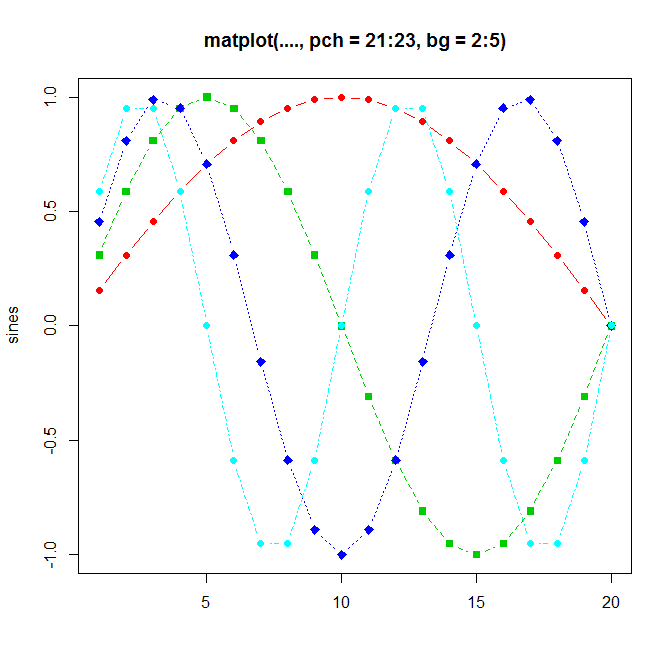 matplot(...., pch = 21:23, bg = 2:5)
1.0
0.5
0.0
-0.5
-1.0
sines
5 10 15 20